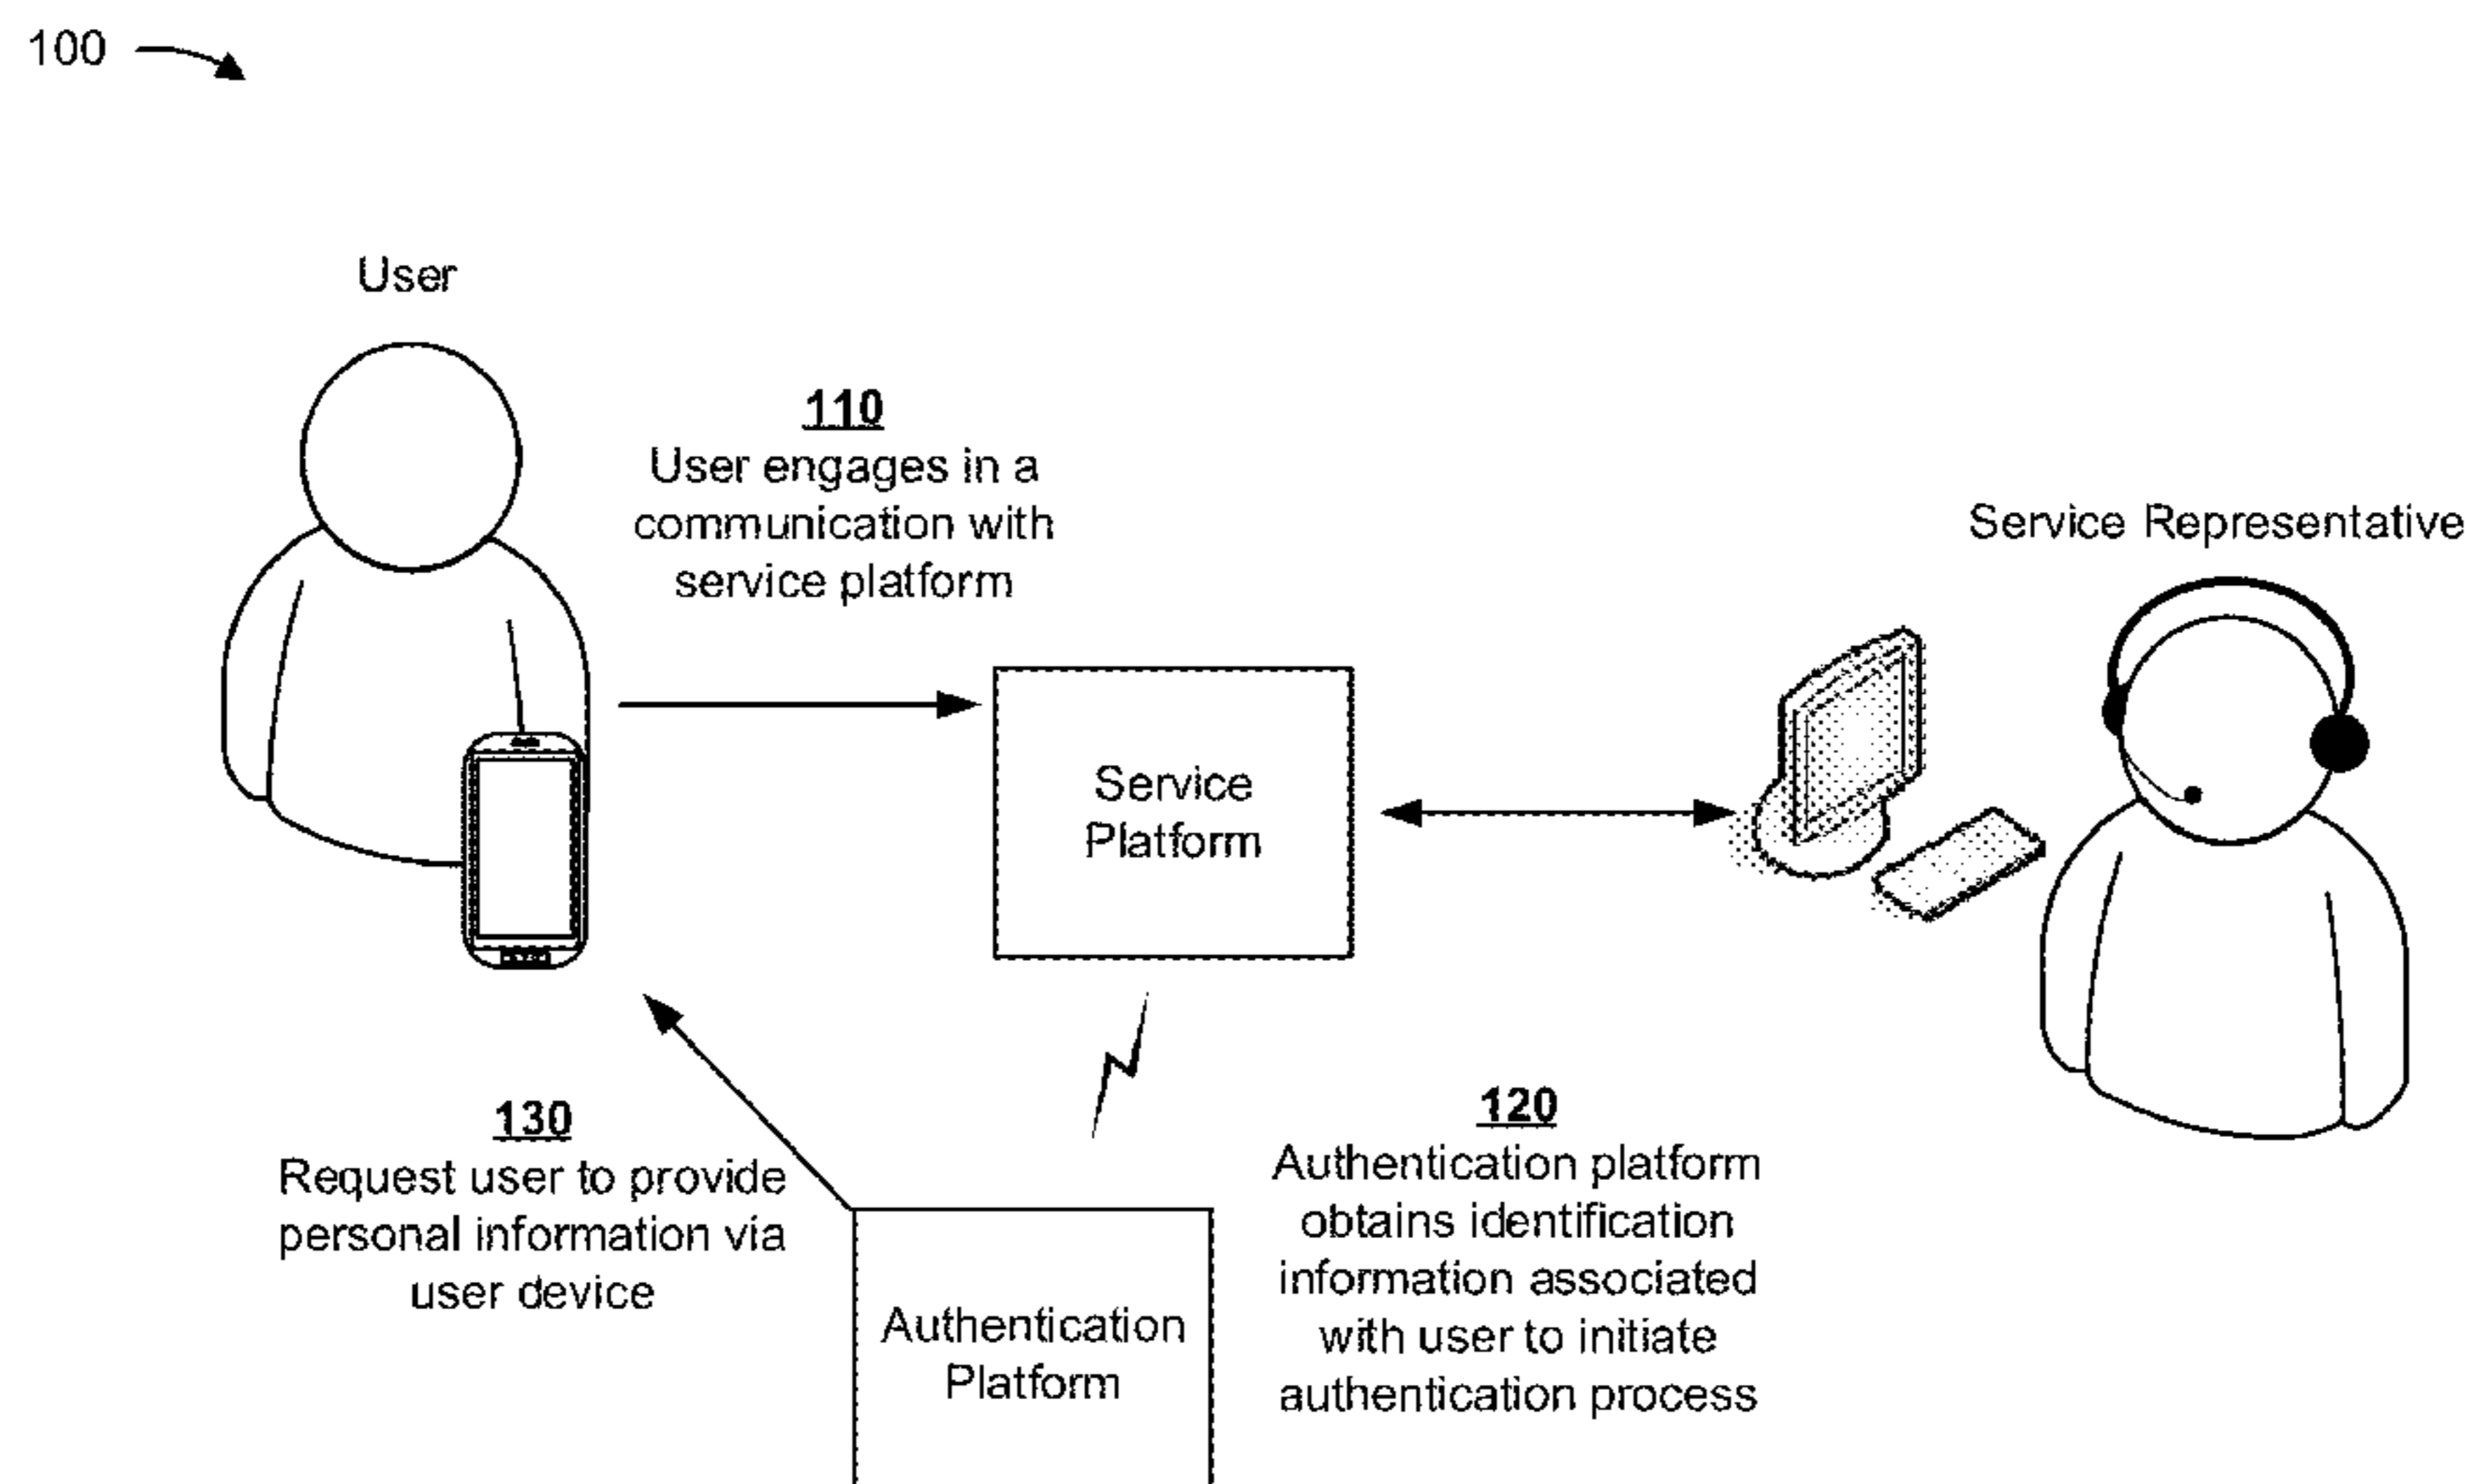 100
User
110
User engages in a
communication with
service platform
Service Representative
Service
Platform
130
Request user to provide
personal information via
user device
120
Authentication platform
obtains identification
information associated
with user to initiate
authentication process
Authentication
Platform